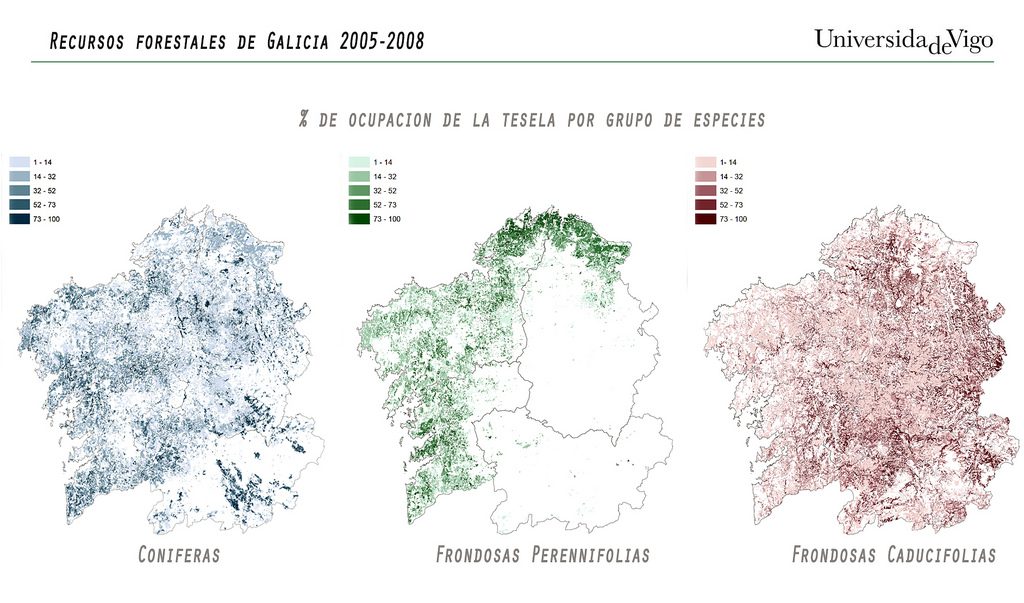 Recursos forestales de Galicia 2005-2008
UniversidadeVigo
% de ocupacion de la tesela por grupo de especies
1 - 14
14 - 32
32 - 52
52 - 73
73 - 100
1 - 14
14 - 32
32 - 52
52 - 73
73 - 100
1- 14
14 - 32
32 - 52
52 - 73
73 - 100
Coniferas
Frondosas Perennifolias
Frondosas Caducifolias